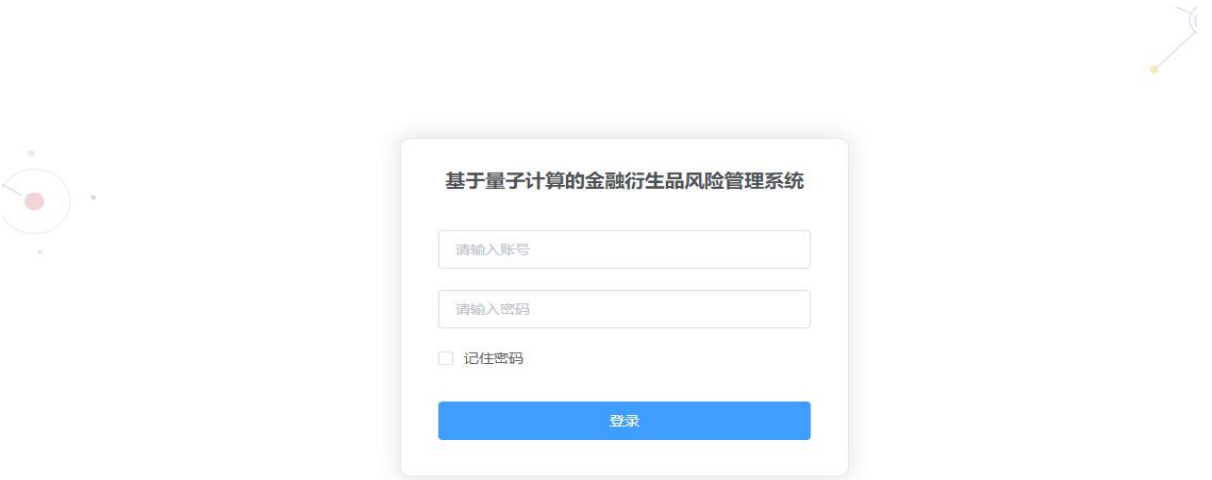 基于量子计算的金融衍生品风险管理系统
请输入账号
请输入密码
记住密码
登录